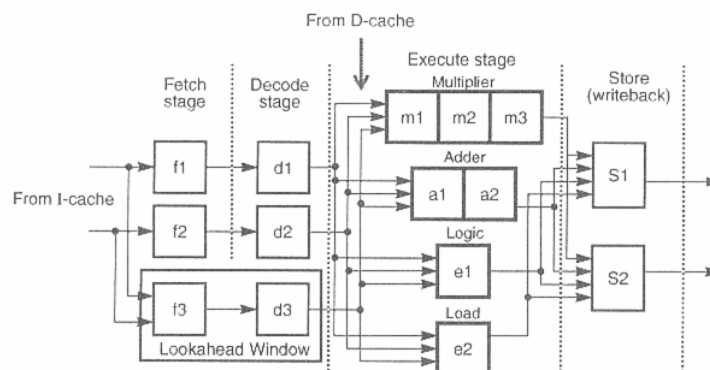 From D-cache
Fetch stage
Decode stage
Execute stage
Store (writeback)
Multiplier
m1 m2 m3
Adder
f1 d1
a1 a2
S1
From I-cache
f2 d2
Logic
e1
S2
f3 d3
Load
e2
Lookahead Window